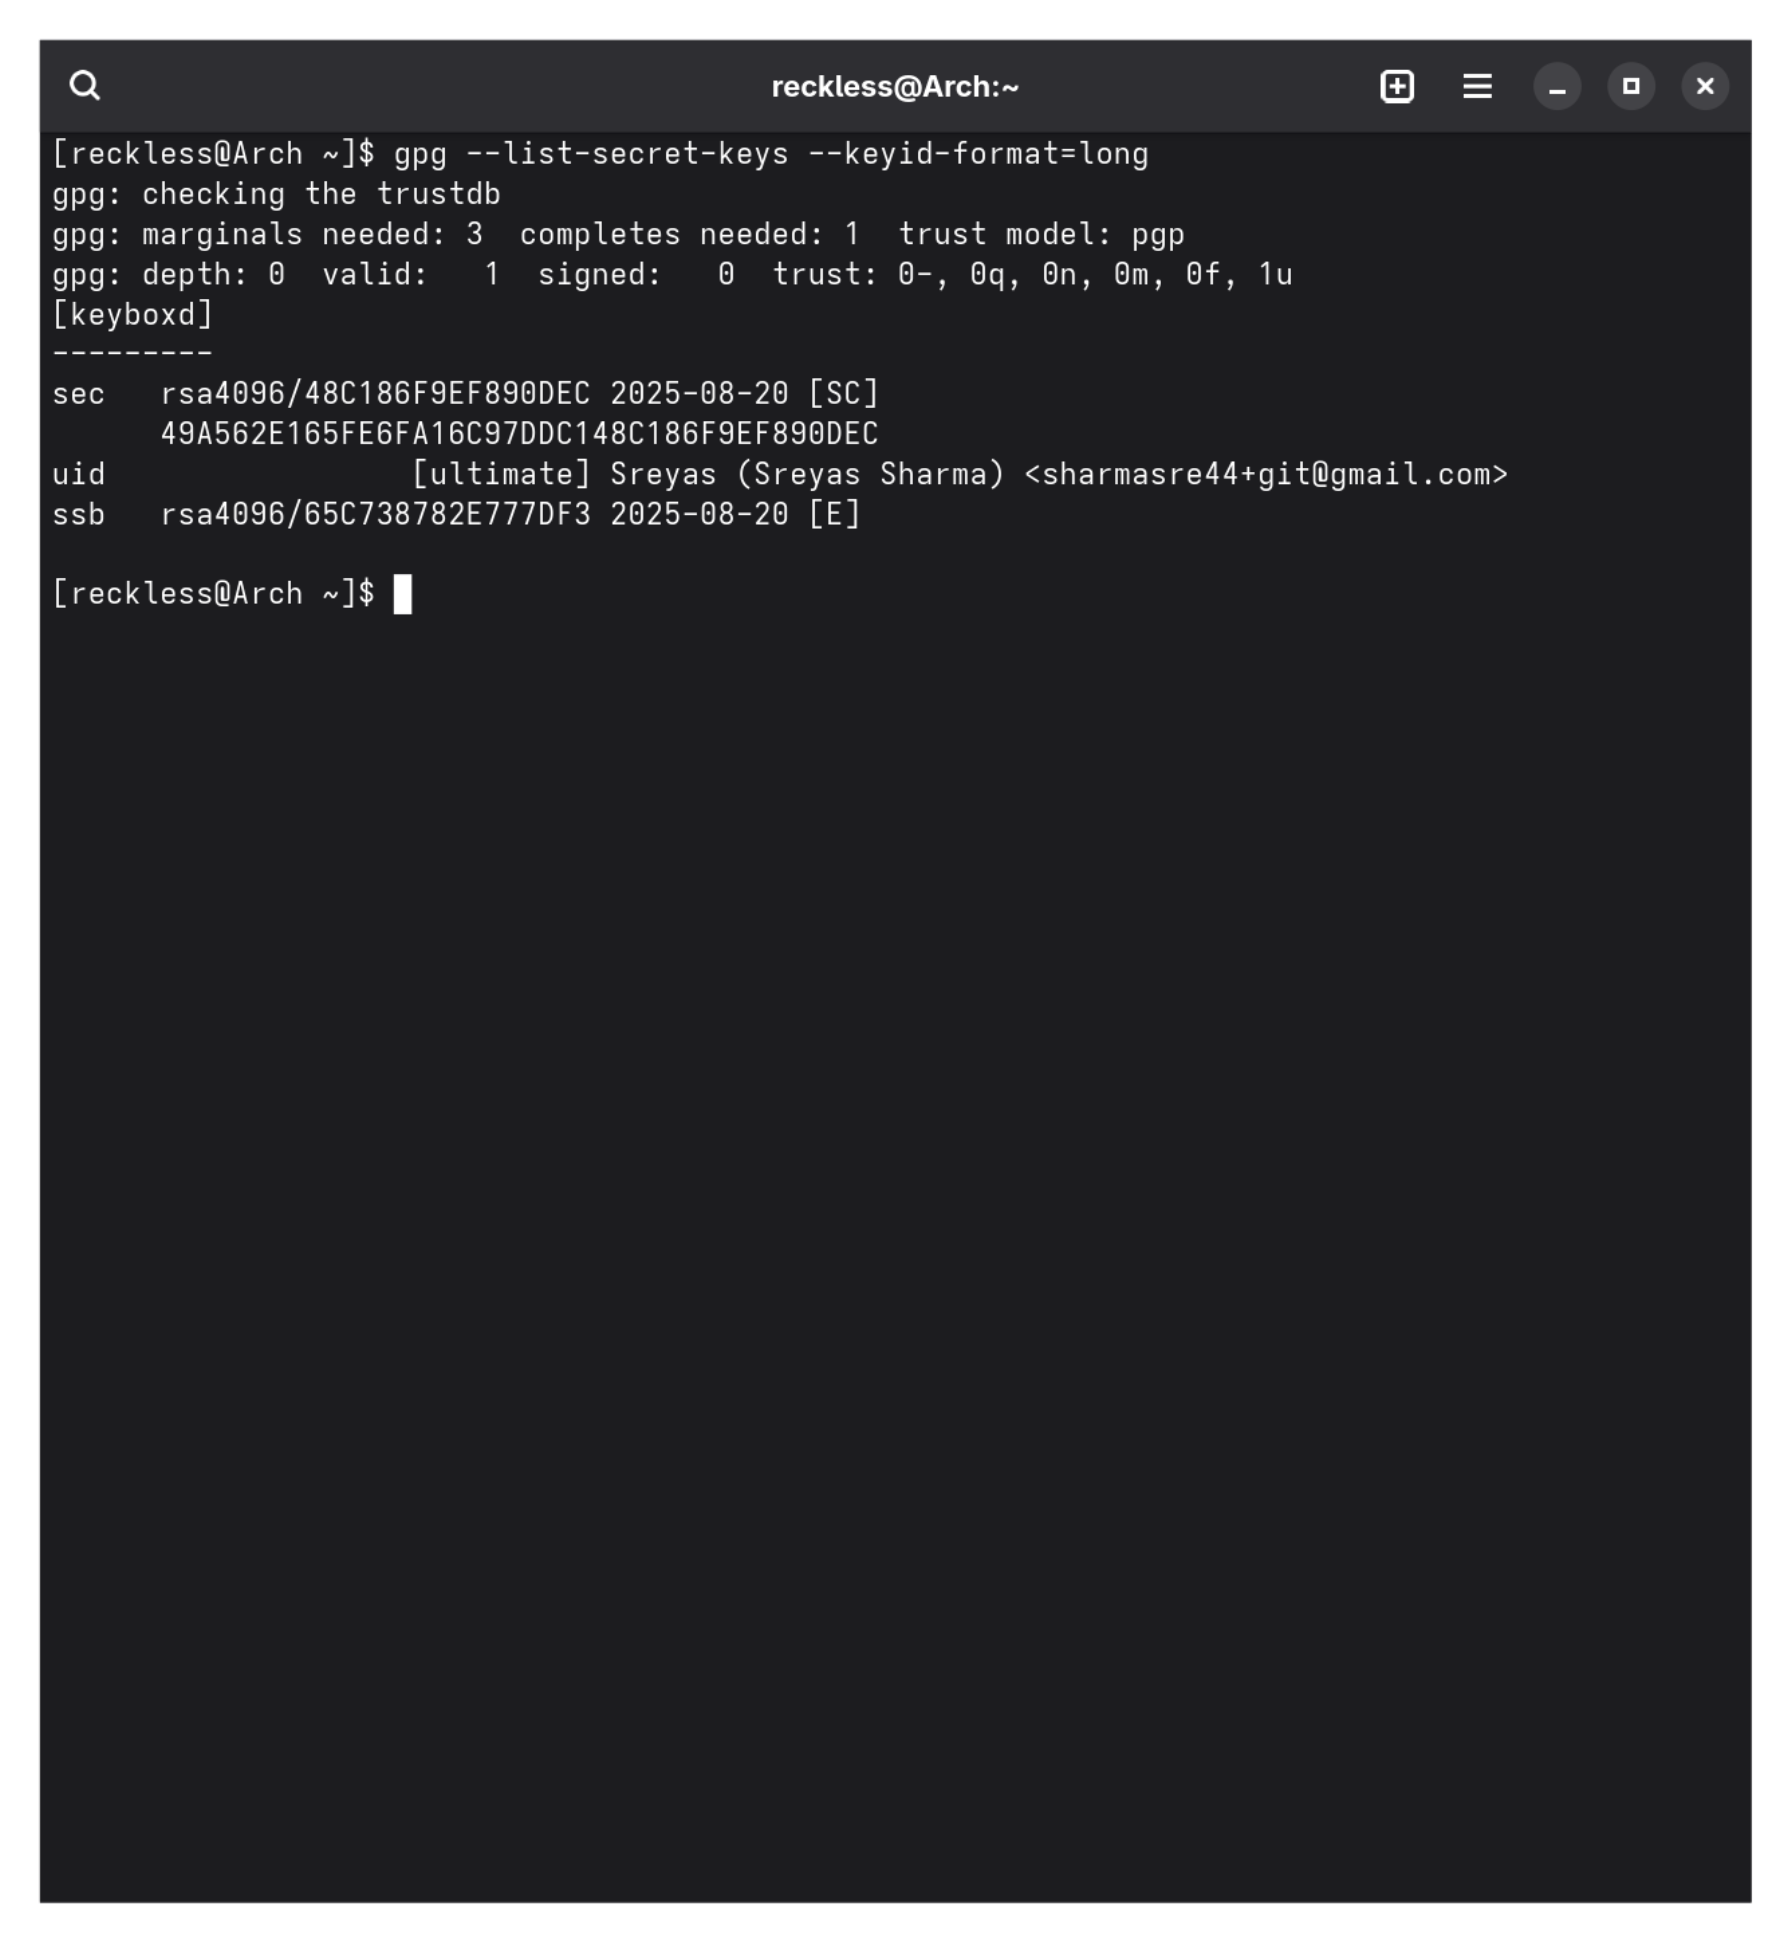 reckless@Arch:~
[reckless@Arch ~]$ gpg --list-secret-keys --keyid-format=long
gpg: checking the trustdb
gpg: marginals needed: 3  completes needed: 1  trust model: pgp
gpg: depth: 0  valid:   1  signed:   0  trust: 0-, 0q, 0n, 0m, 0f, 1u
[keyboxd]
---------
sec   rsa4096/48C186F9EF890DEC 2025-08-20 [SC]
      49A562E165FE6FA16C97DDC148C186F9EF890DEC
uid                 [ultimate] Sreyas (Sreyas Sharma) <sharmasre44+git@gmail.com>
ssb   rsa4096/65C738782E777DF3 2025-08-20 [E]
[reckless@Arch ~]$